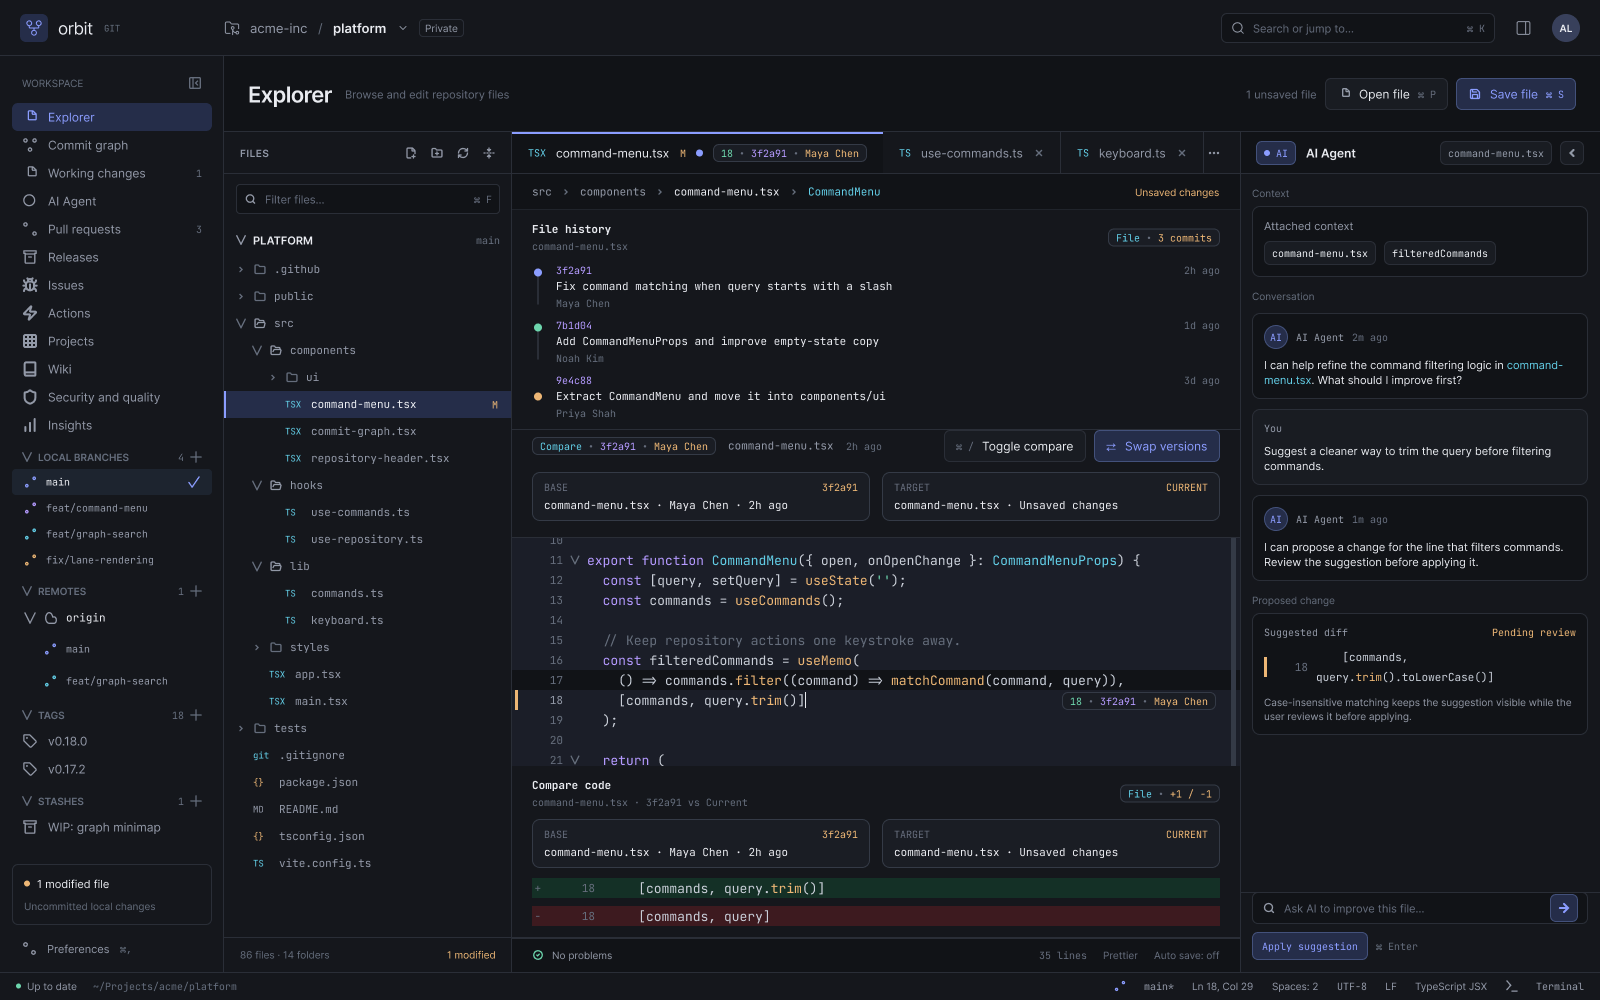 orbit GIT
acme-inc / platform Private
Search or jump to... ⌘ K
AL
WORKSPACE
Explorer
Commit graph
Working changes 1
AI Agent
Pull requests 3
Releases
Issues
Actions
Projects
Wiki
Security and quality
Insights
LOCAL BRANCHES 4
main
feat/command-menu
feat/graph-search
fix/lane-rendering
REMOTES 1
origin
main
feat/graph-search
TAGS 18
v0.18.0
v0.17.2
STASHES 1
WIP: graph minimap
1 modified file
Uncommitted local changes
Preferences ⌘,
Explorer Browse and edit repository files
1 unsaved file
Open file ⌘ P
Save file ⌘ S
FILES
Filter files... ⌘ F
PLATFORM main
.github
public
src
components
ui
TSX command-menu.tsx M
TSX commit-graph.tsx
TSX repository-header.tsx
hooks
TS use-commands.ts
TS use-repository.ts
lib
TS commands.ts
TS keyboard.ts
styles
TSX app.tsx
TSX main.tsx
tests
git .gitignore
{} package.json
MD README.md
{} tsconfig.json
TS vite.config.ts
86 files · 14 folders 1 modified
TSX command-menu.tsx M 18 · 3f2a91 · Maya Chen
TS use-commands.ts ×
TS keyboard.ts ×
···
src › components › command-menu.tsx › CommandMenu
Unsaved changes
File history
command-menu.tsx
File · 3 commits
3f2a91 2h ago
Fix command matching when query starts with a slash
Maya Chen
7b1d04 1d ago
Add CommandMenuProps and improve empty-state copy
Noah Kim
9e4c88 3d ago
Extract CommandMenu and move it into components/ui
Priya Shah
Compare · 3f2a91 · Maya Chen command-menu.tsx 2h ago
⌘ / Toggle compare
⇄ Swap versions
BASE 3f2a91
command-menu.tsx · Maya Chen · 2h ago
TARGET CURRENT
command-menu.tsx · Unsaved changes
10
11 export function CommandMenu({ open, onOpenChange }: CommandMenuProps) {
12 const [query, setQuery] = useState('');
13 const commands = useCommands();
14
15 // Keep repository actions one keystroke away.
16 const filteredCommands = useMemo(
17 () => commands.filter((command) => matchCommand(command, query)),
18 [commands, query.trim()] 18 · 3f2a91 · Maya Chen
19 );
20
21 return (
Compare code
command-menu.tsx · 3f2a91 vs Current
File · +1 / -1
BASE 3f2a91
command-menu.tsx · Maya Chen · 2h ago
TARGET CURRENT
command-menu.tsx · Unsaved changes
+ 18 [commands, query.trim()]
- 18 [commands, query]
No problems
35 lines Prettier Auto save: off
AI AI Agent command-menu.tsx
Context
Attached context
command-menu.tsx filteredCommands
Conversation
AI AI Agent 2m ago
I can help refine the command filtering logic in command-
menu.tsx. What should I improve first?
You
Suggest a cleaner way to trim the query before filtering
commands.
AI AI Agent 1m ago
I can propose a change for the line that filters commands.
Review the suggestion before applying it.
Proposed change
Suggested diff Pending review
18 [commands,
query.trim().toLowerCase()]
Case-insensitive matching keeps the suggestion visible while the
user reviews it before applying.
Ask AI to improve this file...
Apply suggestion ⌘ Enter
Up to date ~/Projects/acme/platform
main* Ln 18, Col 29 Spaces: 2 UTF-8 LF TypeScript JSX Terminal